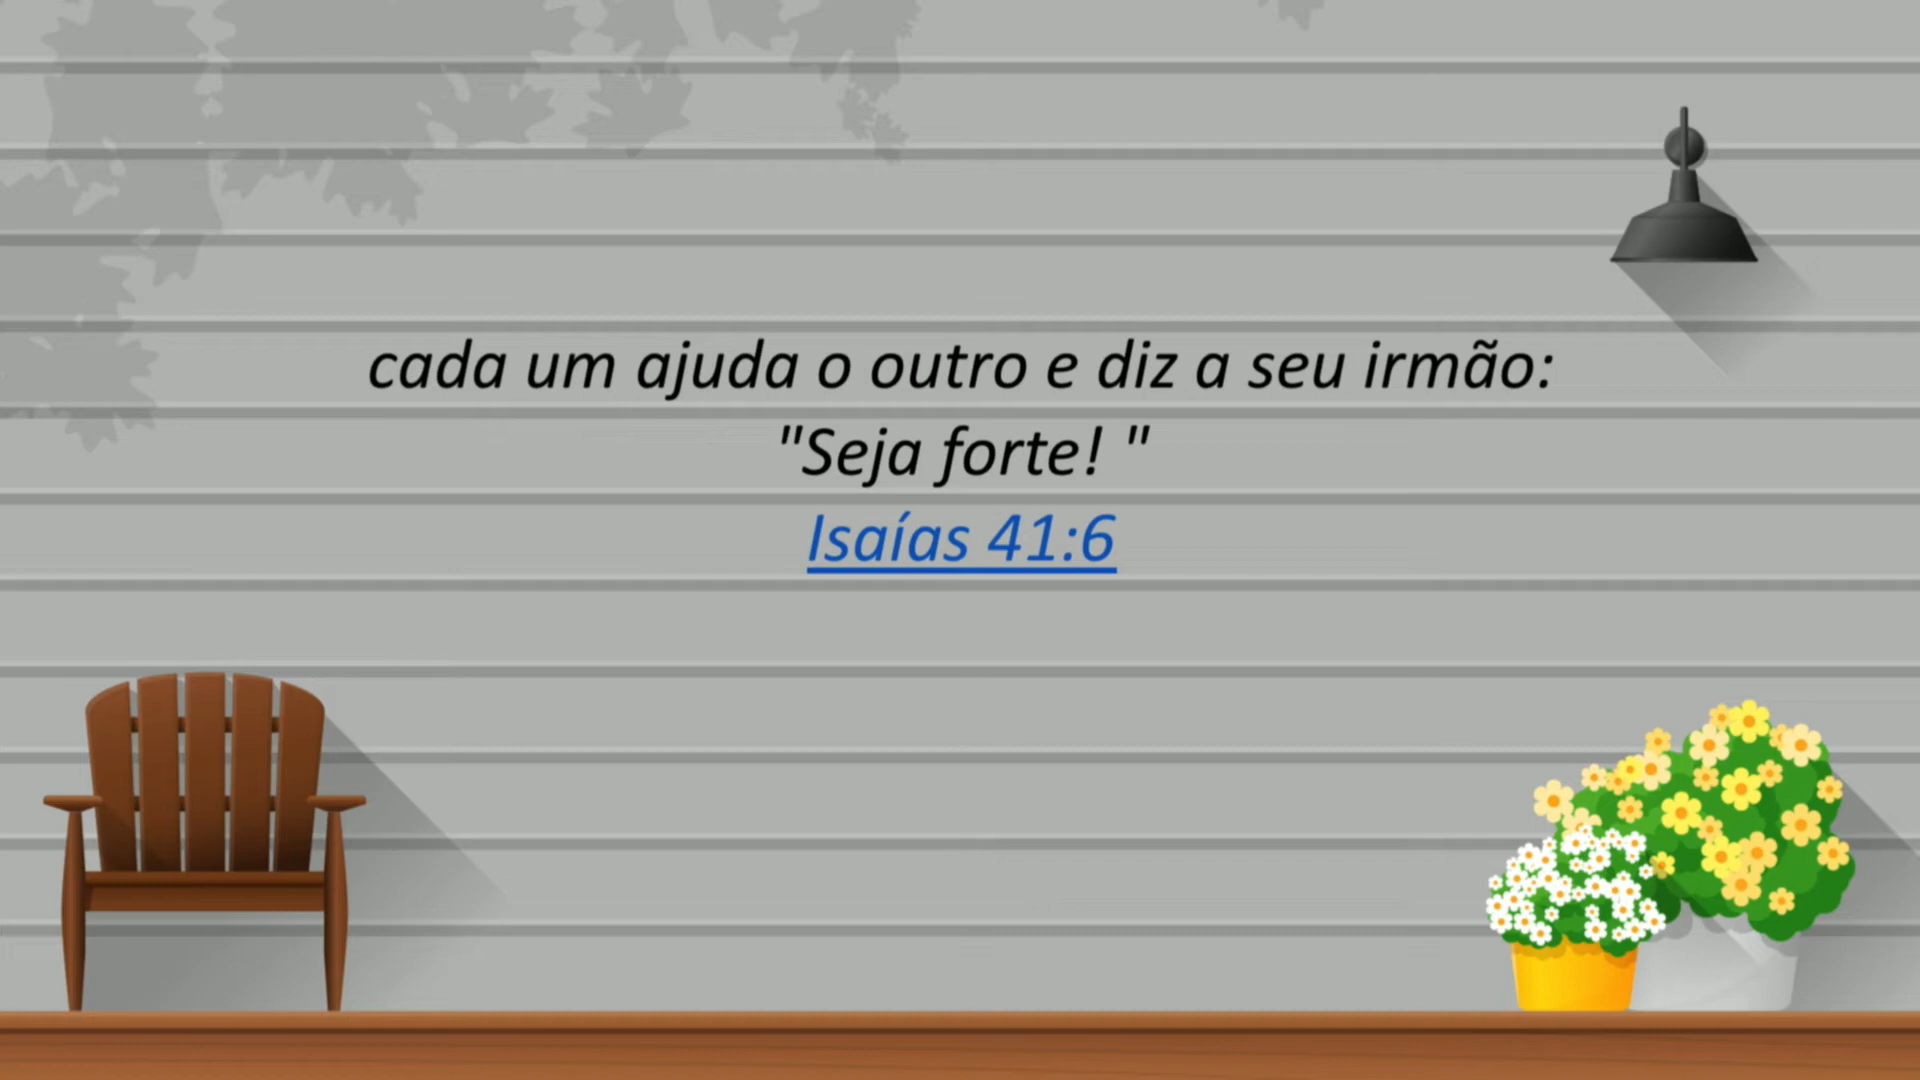 cada um ajuda o outro e diz a seu irmão:
"Seja forte! "
Isaías 41:6